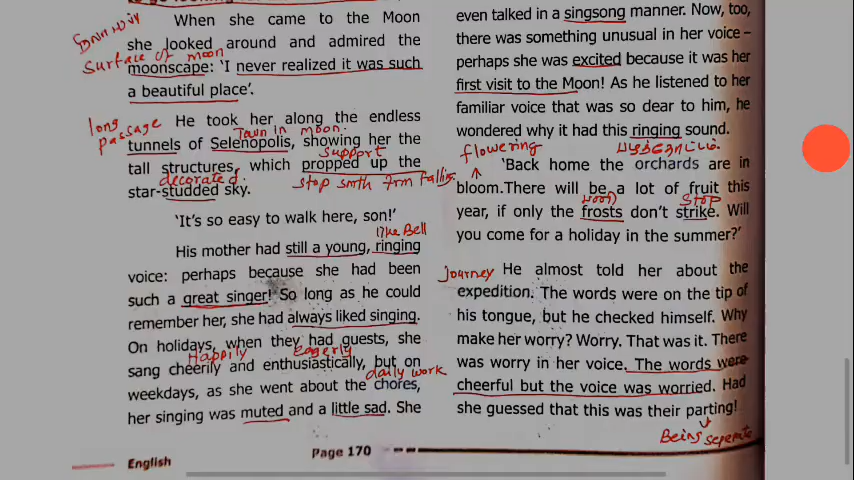 When she came to the Moon
she looked around and admired the
Surface of moon
moonscape: ‘I never realized it was such
a beautiful place’.
long
passage
He took her along the endless
Town in moon.
tunnels of Selenopolis, showing her the
support
tall structures, which propped up the
decorated
stop smth frm falling
star-studded sky.
‘It's so easy to walk here, son!’
like Bell
His mother had still a young, ringing
voice: perhaps because she had been
such a great singer! So long as he could
remember her, she had always liked singing.
On holidays, when they had guests, she
Happily Eagerly
sang cheerily and enthusiastically, but on
daily work
weekdays, as she went about the chores,
her singing was muted and a little sad. She
English
Page 170
even talked in a singsong manner. Now, too,
there was something unusual in her voice –
perhaps she was excited because it was her
first visit to the Moon! As he listened to her
familiar voice that was so dear to him, he
wondered why it had this ringing sound.
flowering
‘Back home the orchards are in
bloom.There will be a lot of fruit this
stop
year, if only the frosts don't strike. Will
you come for a holiday in the summer?’
Journey
He almost told her about the
expedition. The words were on the tip of
his tongue, but he checked himself. Why
make her worry? Worry. That was it. There
was worry in her voice. The words were
cheerful but the voice was worried. Had
she guessed that this was their parting!
Being seperate